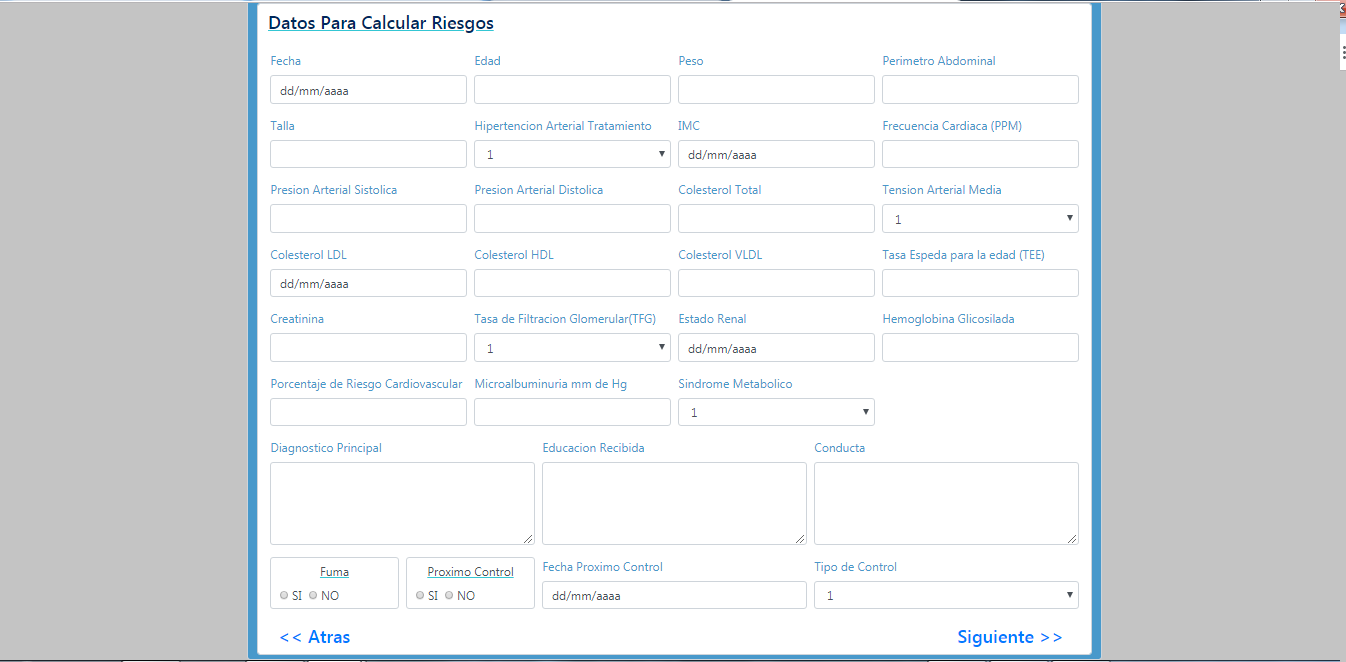 Datos Para Calcular Riesgos
Fecha Edad Peso Perimetro Abdominal
dd/mm/aaaa
Talla Hipertencion Arterial Tratamiento IMC Frecuencia Cardiaca (PPM)
1 dd/mm/aaaa
Presion Arterial Sistolica Presion Arterial Distolica Colesterol Total Tension Arterial Media
1
Colesterol LDL Colesterol HDL Colesterol VLDL Tasa Espeda para la edad (TEE)
dd/mm/aaaa
Creatinina Tasa de Filtracion Glomerular(TFG) Estado Renal Hemoglobina Glicosilada
1 dd/mm/aaaa
Porcentaje de Riesgo Cardiovascular Microalbuminuria mm de Hg Sindrome Metabolico
1
Diagnostico Principal Educacion Recibida Conducta
Fuma Proximo Control Fecha Proximo Control Tipo de Control
SI NO SI NO dd/mm/aaaa 1
<< Atras Siguiente >>